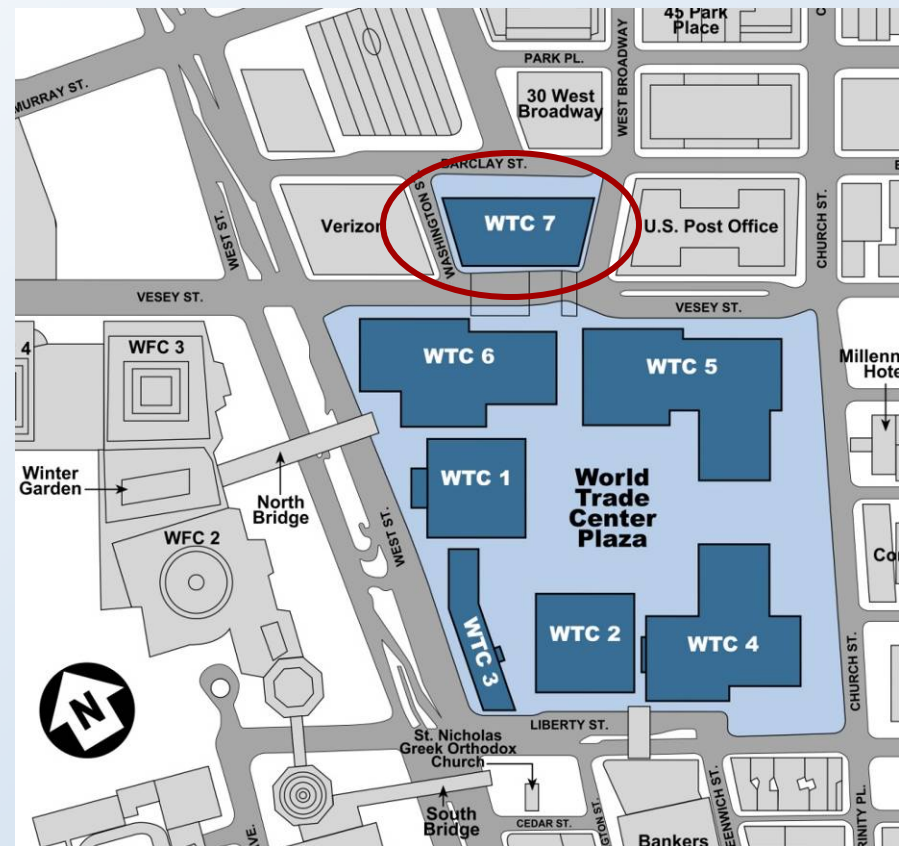 45 Park
Place
PARK PL.
MURRAY ST.
30 West
Broadway
WEST BROADWAY
BARCLAY ST.
WASHINGTON S
WTC 7
U.S. Post Office
CHURCH ST.
WEST ST.
VESEY ST.
VESEY ST.
4
WFC 3
WTC 6
WTC 5
Winter
Garden
North
Bridge
WTC 1
World
Trade
Center
Plaza
WFC 2
WEST ST.
WTC 3
WTC 2
WTC 4
CHURCH ST.
N
LIBERTY ST.
St. Nicholas
Greek Orthodox
Church
South
Bridge
CEDAR ST.
Bankers